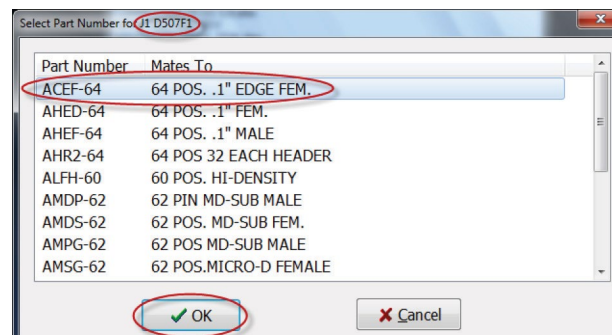 Select Part Number for J1 D507F1
Part Number Mates To
ACEF-64 64 POS. .1" EDGE FEM.
AHED-64 64 POS. .1" FEM.
AHEF-64 64 POS. .1" MALE
AHR2-64 64 POS 32 EACH HEADER
ALFH-60 60 POS. HI-DENSITY
AMDP-62 62 PIN MD-SUB MALE
AMDS-62 62 POS. MD-SUB FEM.
AMPG-62 62 POS MD-SUB MALE
AMSG-62 62 POS.MICRO-D FEMALE
OK Cancel